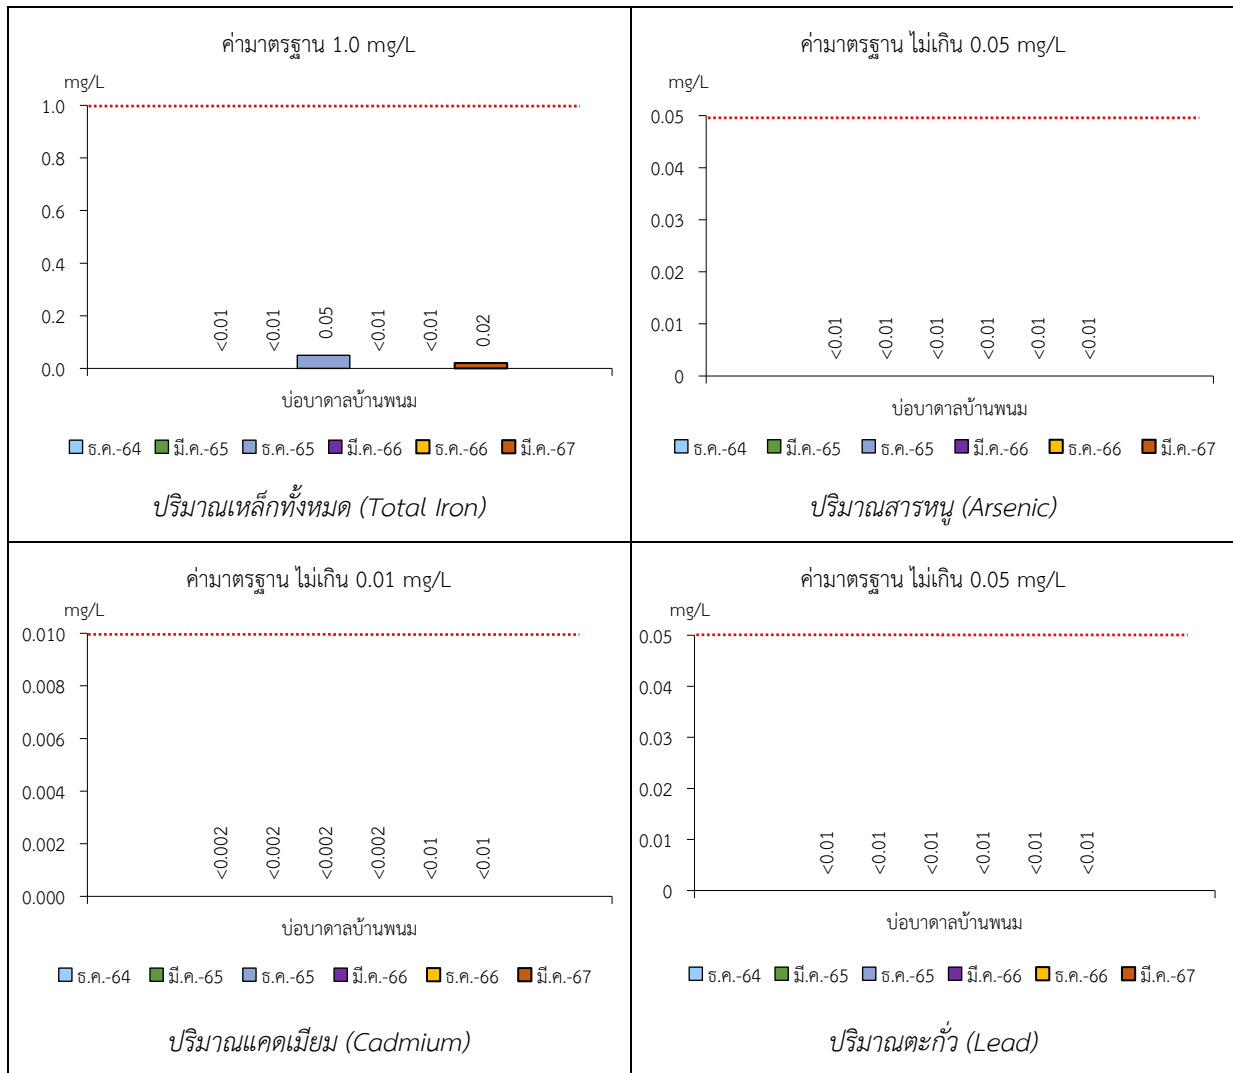 ค่ามาตรฐาน 1.0 mg/L
mg/L
1.0
0.8
0.6
0.4
0.2
0.0
<0.01 <0.01 0.05 <0.01 <0.01 0.02
บ่อบาดาลบ้านพนม
ธ.ค.-64 มี.ค.-65 ธ.ค.-65 มี.ค.-66 ธ.ค.-66 มี.ค.-67
ปริมาณเหล็กทั้งหมด (Total Iron)
ค่ามาตรฐาน ไม่เกิน 0.05 mg/L
mg/L
0.05
0.04
0.03
0.02
0.01
0
<0.01 <0.01 <0.01 <0.01 <0.01 <0.01
บ่อบาดาลบ้านพนม
ธ.ค.-64 มี.ค.-65 ธ.ค.-65 มี.ค.-66 ธ.ค.-66 มี.ค.-67
ปริมาณสารหนู (Arsenic)
ค่ามาตรฐาน ไม่เกิน 0.01 mg/L
mg/L
0.010
0.008
0.006
0.004
0.002
0.000
<0.002 <0.002 <0.002 <0.002 <0.01 <0.01
บ่อบาดาลบ้านพนม
ธ.ค.-64 มี.ค.-65 ธ.ค.-65 มี.ค.-66 ธ.ค.-66 มี.ค.-67
ปริมาณแคดเมียม (Cadmium)
ค่ามาตรฐาน ไม่เกิน 0.05 mg/L
mg/L
0.05
0.04
0.03
0.02
0.01
0
<0.01 <0.01 <0.01 <0.01 <0.01 <0.01
บ่อบาดาลบ้านพนม
ธ.ค.-64 มี.ค.-65 ธ.ค.-65 มี.ค.-66 ธ.ค.-66 มี.ค.-67
ปริมาณตะกั่ว (Lead)